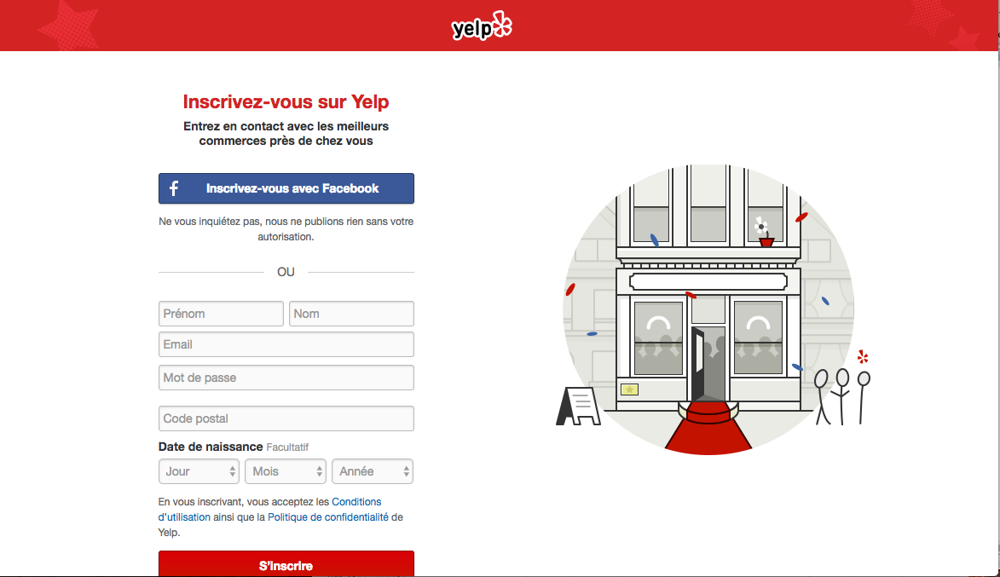 yelp
Inscrivez-vous sur Yelp
Entrez en contact avec les meilleurs
commerces près de chez vous
f Inscrivez-vous avec Facebook
Ne vous inquiétez pas, nous ne publions rien sans votre
autorisation.
OU
Prénom Nom
Email
Mot de passe
Code postal
Date de naissance Facultatif
Jour Mois Année
En vous inscrivant, vous acceptez les Conditions
d'utilisation ainsi que la Politique de confidentialité de
Yelp.
S'inscrire